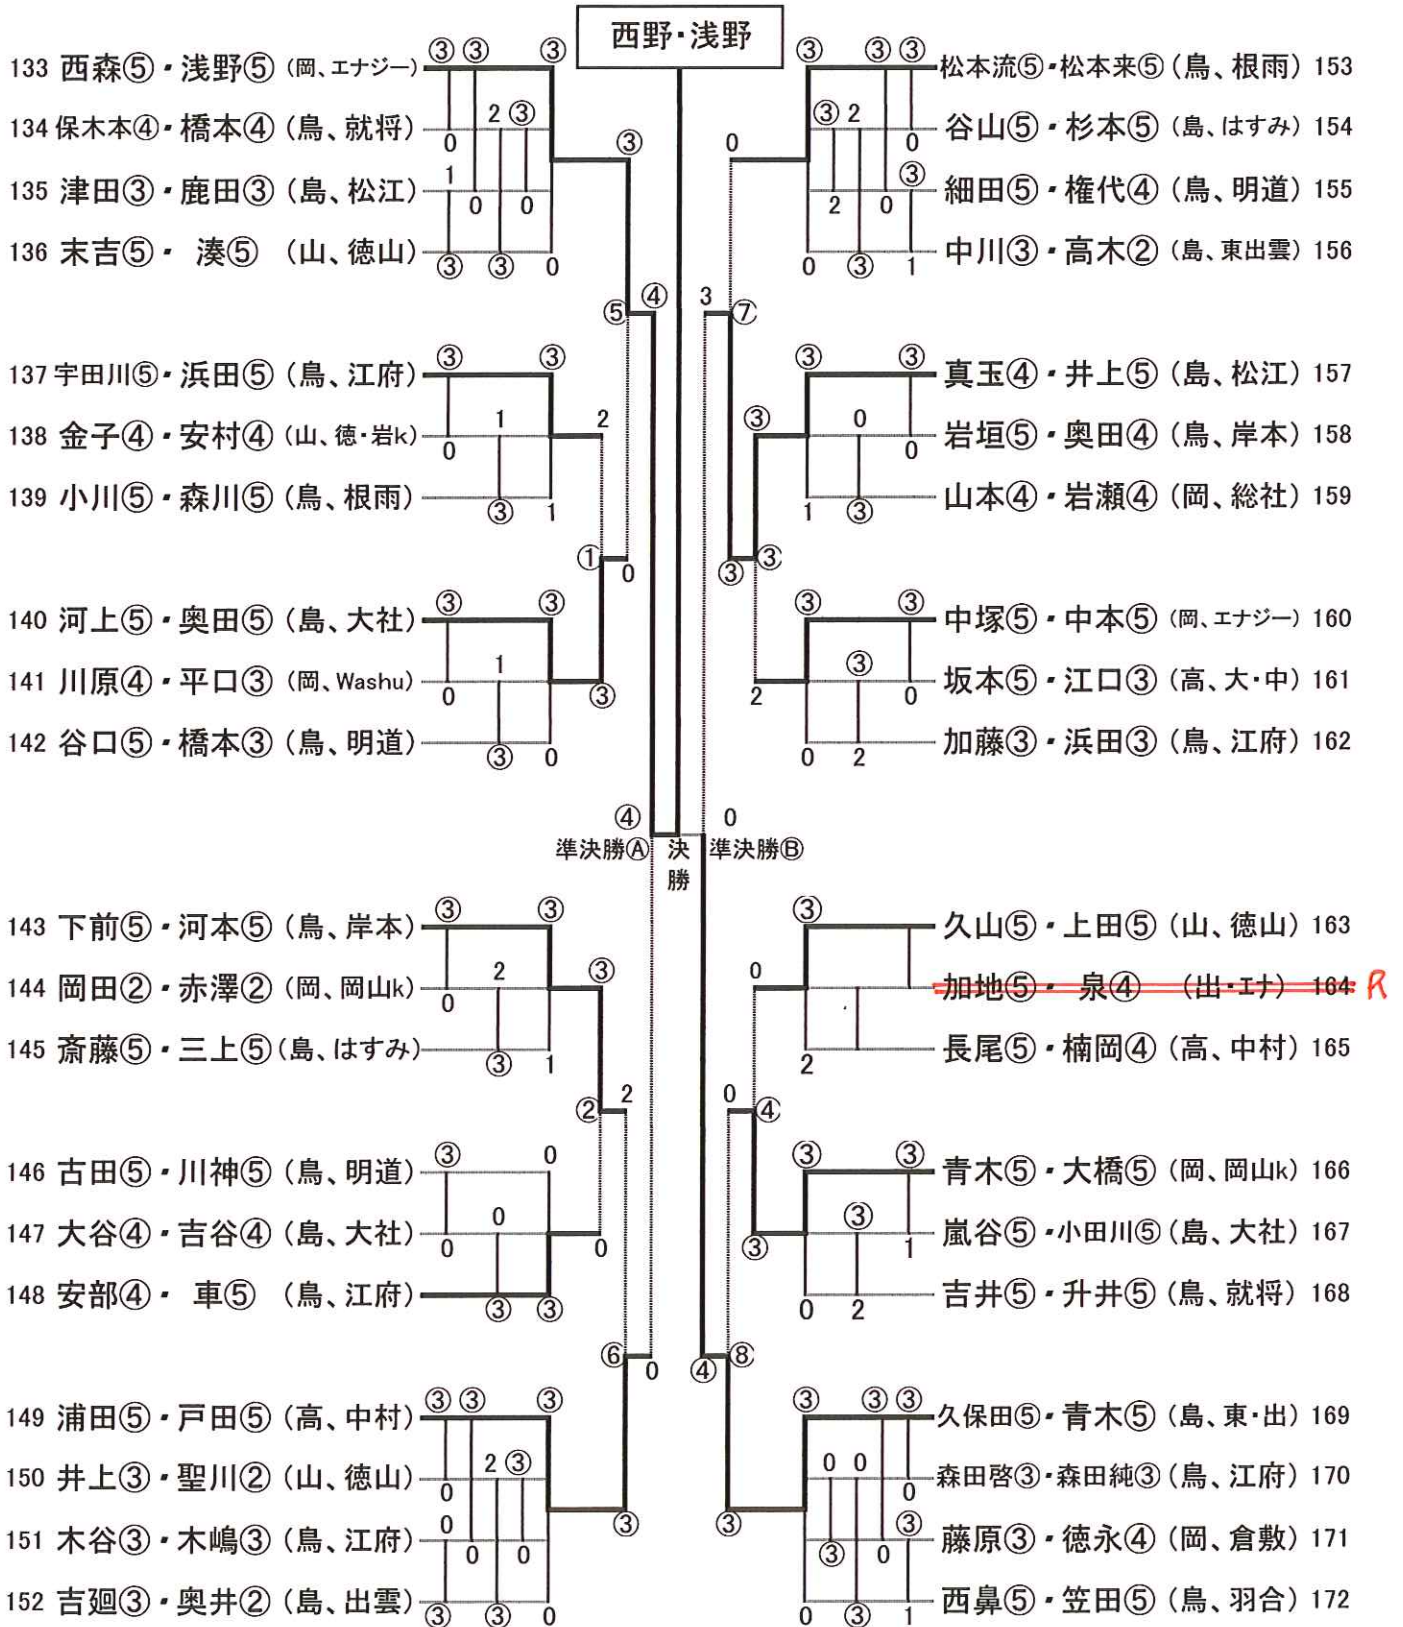 西野・浅野
133 西森⑤・浅野⑤ (岡、エナジー)
134 保木本④・橋本④ (鳥、就将)
135 津田③・鹿田③ (島、松江)
136 末吉⑤・湊⑤ (山、徳山)
137 宇田川⑤・浜田⑤ (鳥、江府)
138 金子④・安村④ (山、徳・岩k)
139 小川⑤・森川⑤ (鳥、根雨)
140 河上⑤・奥田⑤ (島、大社)
141 川原④・平口③ (岡、Washu)
142 谷口⑤・橋本③ (鳥、明道)
準決勝Ⓐ 決勝 準決勝Ⓑ
143 下前⑤・河本⑤ (鳥、岸本)
144 岡田②・赤澤② (岡、岡山k)
145 斎藤⑤・三上⑤ (島、はすみ)
146 古田⑤・川神⑤ (鳥、明道)
147 大谷④・吉谷④ (島、大社)
148 安部④・車⑤ (鳥、江府)
149 浦田⑤・戸田⑤ (高、中村)
150 井上③・聖川② (山、徳山)
151 木谷③・木嶋③ (鳥、江府)
152 吉廻③・奥井② (島、出雲)
松本流⑤・松本来⑤ (鳥、根雨) 153
谷山⑤・杉本⑤ (島、はすみ) 154
細田⑤・権代④ (鳥、明道) 155
中川③・高木② (島、東出雲) 156
真玉④・井上⑤ (島、松江) 157
岩垣⑤・奥田④ (鳥、岸本) 158
山本④・岩瀬④ (岡、総社) 159
中塚⑤・中本⑤ (岡、エナジー) 160
坂本⑤・江口③ (高、大・中) 161
加藤③・浜田③ (鳥、江府) 162
久山⑤・上田⑤ (山、徳山) 163
加地⑤・泉④ (出・エナ) 164 R
長尾⑤・楠岡④ (高、中村) 165
青木⑤・大橋⑤ (岡、岡山k) 166
嵐谷⑤・小田川⑤ (島、大社) 167
吉井⑤・升井⑤ (鳥、就将) 168
久保田⑤・青木⑤ (島、東・出) 169
森田啓③・森田純③ (鳥、江府) 170
藤原③・徳永④ (岡、倉敷) 171
西鼻⑤・笠田⑤ (鳥、羽合) 172